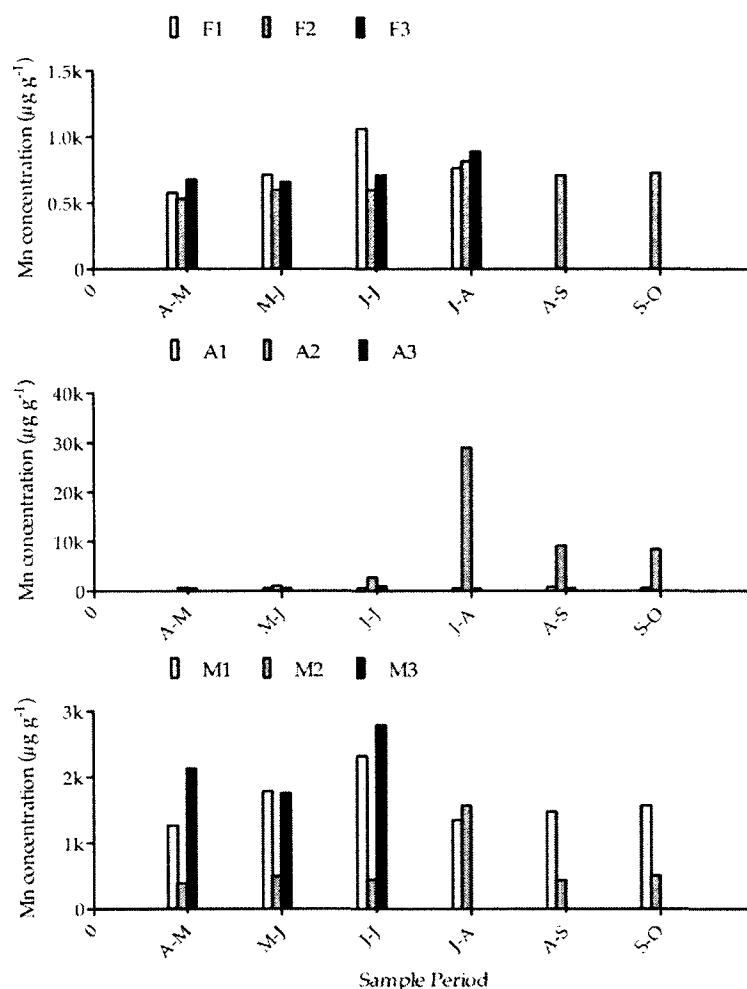 F1 F2 F3
Mn concentration (µg g⁻¹)
1.5k
1.0k
0.5k
0
0 A-M M-J J-J J-A A-S S-O
A1 A2 A3
Mn concentration (µg g⁻¹)
40k
30k
20k
10k
0
0 A-M M-J J-J J-A A-S S-O
M1 M2 M3
Mn concentration (µg g⁻¹)
3k
2k
1k
0
0 A-M M-J J-J J-A A-S S-O
Sample Period